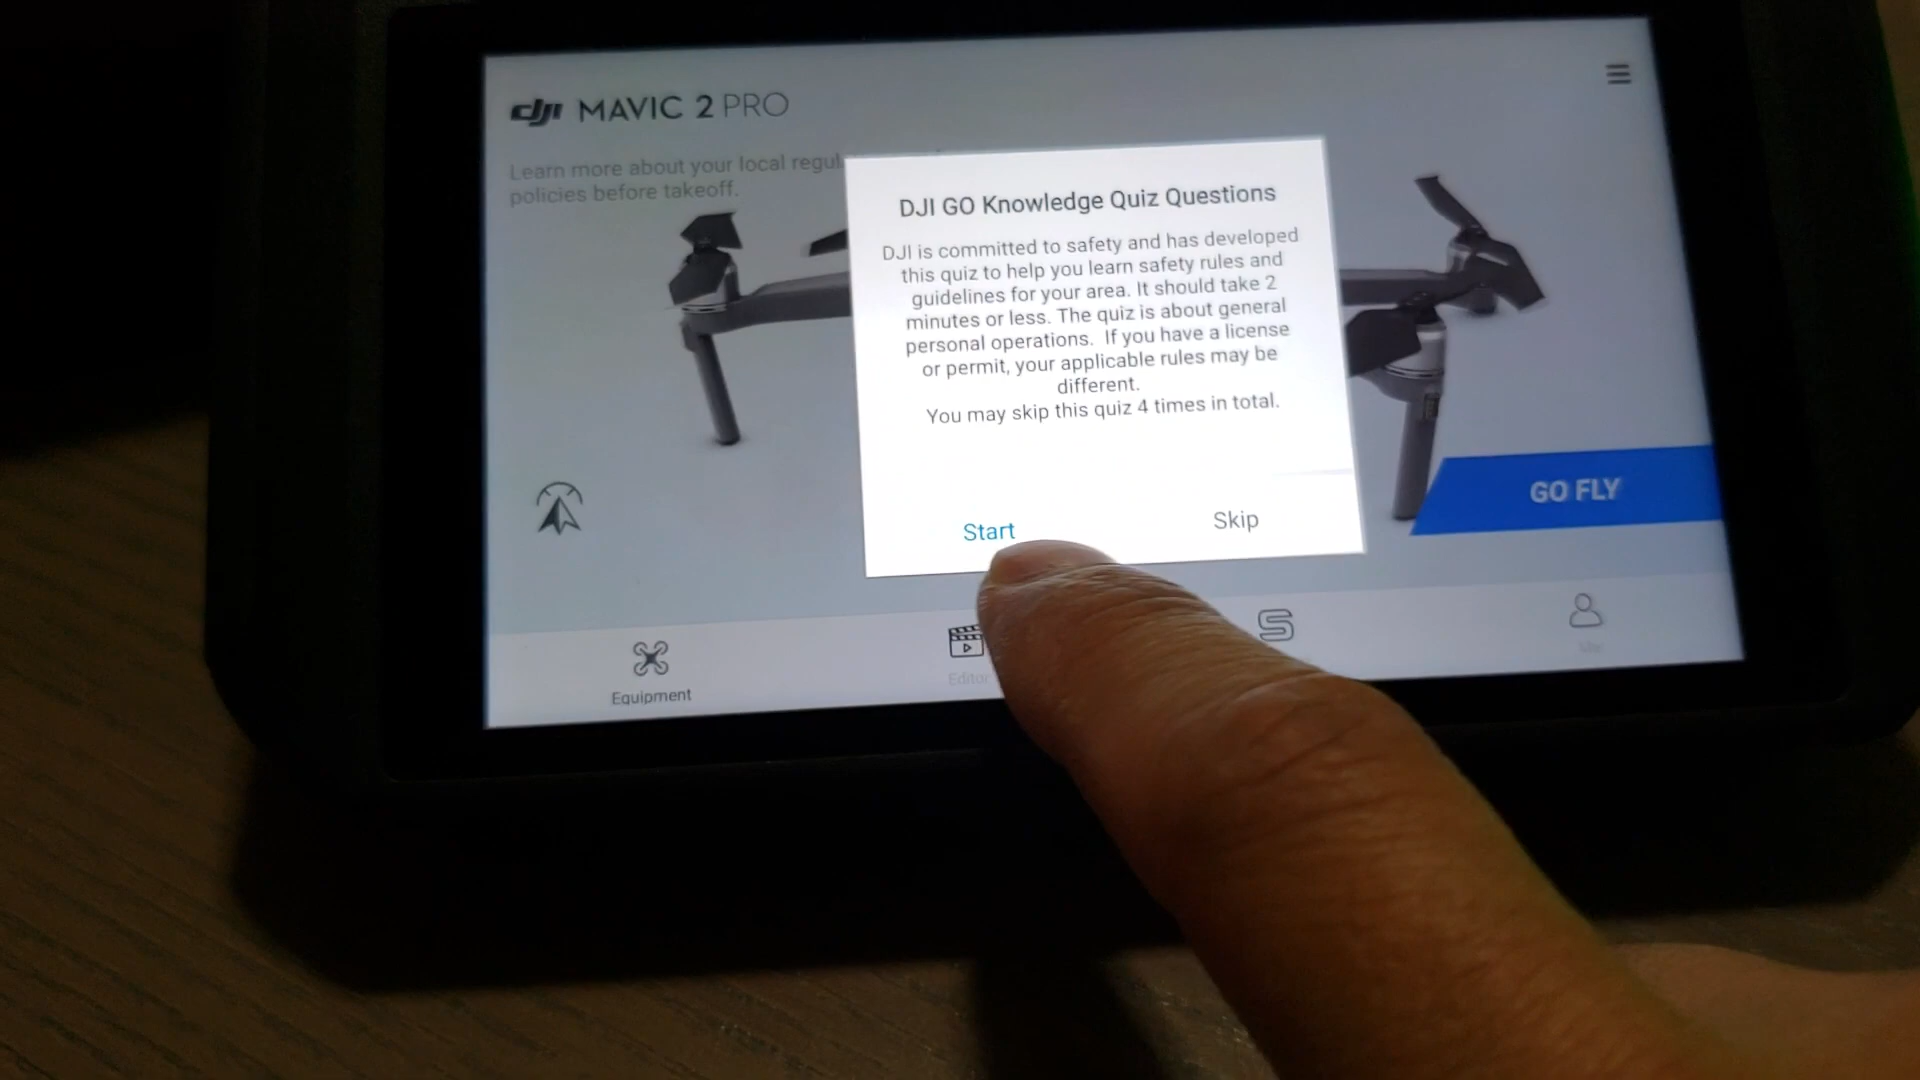 dji MAVIC 2 PRO
Learn more about your local regul
policies before takeoff.
DJI GO Knowledge Quiz Questions
DJI is committed to safety and has developed
this quiz to help you learn safety rules and
guidelines for your area. It should take 2
minutes or less. The quiz is about general
personal operations. If you have a license
or permit, your applicable rules may be
different.
You may skip this quiz 4 times in total.
Start
Skip
GO FLY
Equipment
Editor
Me